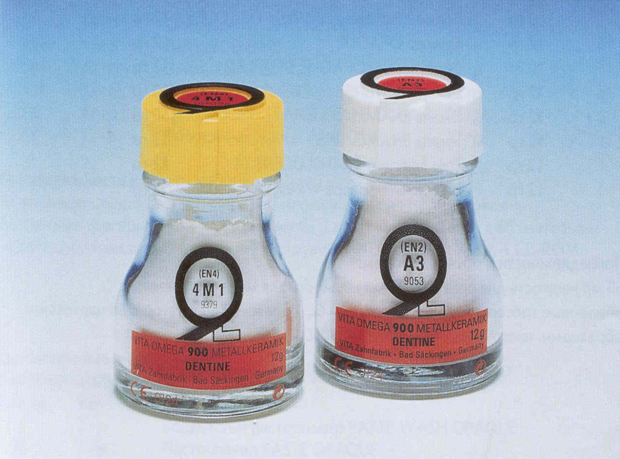 (EN4)
4 M 1
(EN2)
A3
(EN4)
4 M 1
9379
VITA OMEGA 900 METALLKERAMIK
DENTINE
12g
VITA Zahnfabrik - Bad Säckingen - Germany
(EN2)
A3
9053
VITA OMEGA 900 METALLKERAMIK
DENTINE
12g
VITA Zahnfabrik - Bad Säckingen - Germany